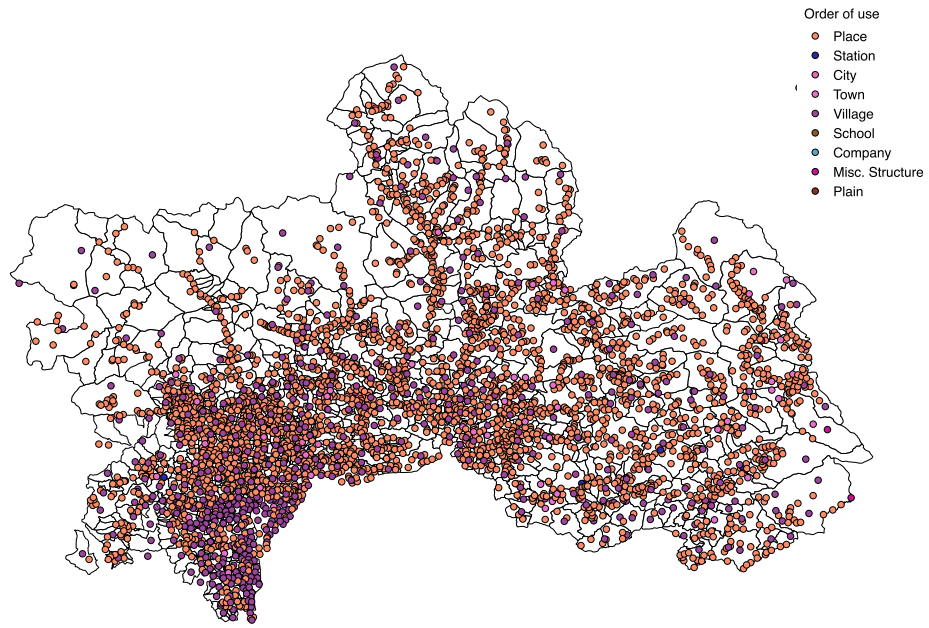 Order of use
Place
Station
City
Town
Village
School
Company
Misc. Structure
Plain